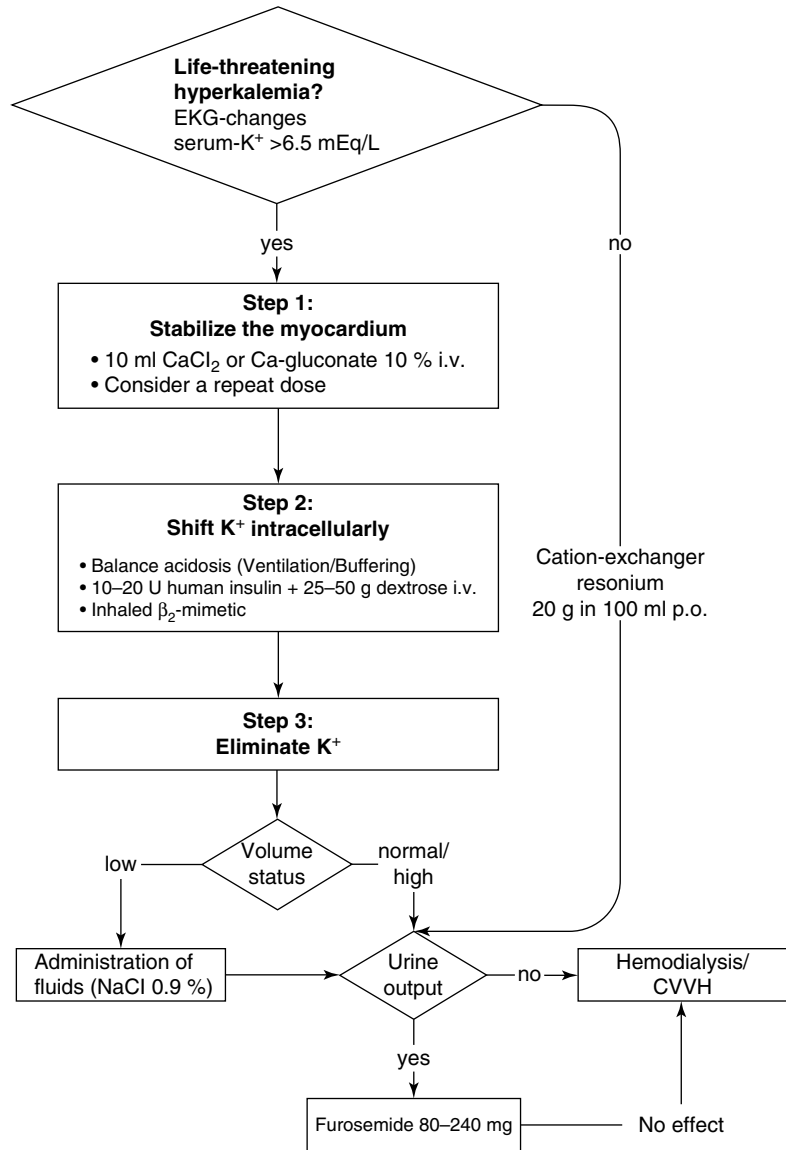 Life-threatening
hyperkalemia?
EKG-changes
serum-K⁺ >6.5 mEq/L
yes
no
Step 1:
Stabilize the myocardium
• 10 ml CaCl₂ or Ca-gluconate 10 % i.v.
• Consider a repeat dose
Step 2:
Shift K⁺ intracellularly
• Balance acidosis (Ventilation/Buffering)
• 10–20 U human insulin + 25–50 g dextrose i.v.
• Inhaled β₂-mimetic
Cation-exchanger
resonium
20 g in 100 ml p.o.
Step 3:
Eliminate K⁺
Volume
status
low
normal/
high
Administration of
fluids (NaCl 0.9 %)
Urine
output
no
Hemodialysis/
CVVH
yes
Furosemide 80–240 mg
No effect